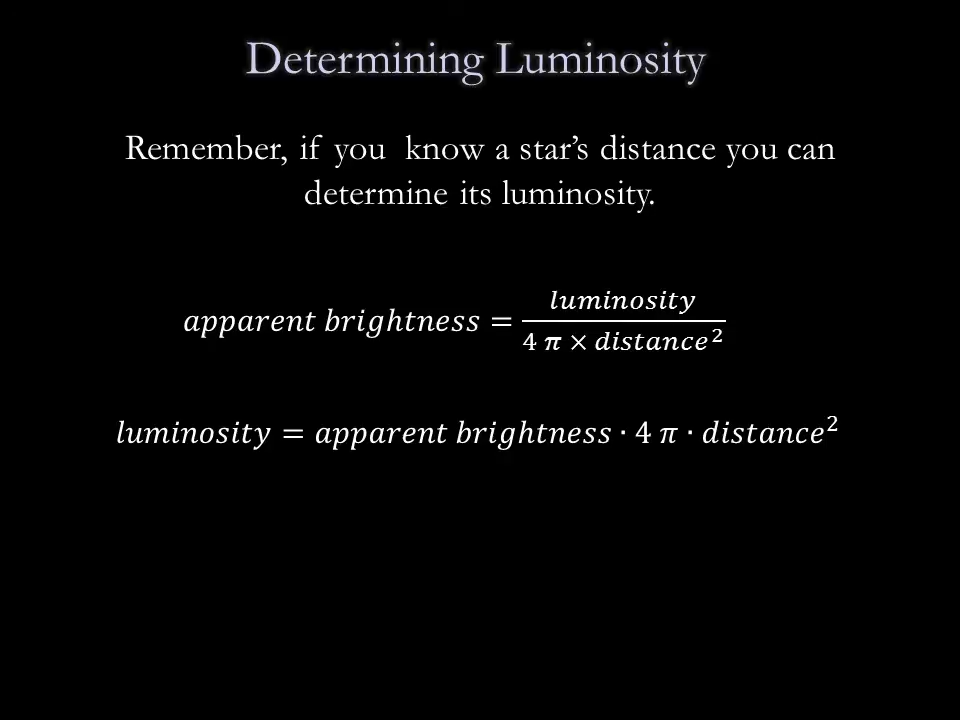 Determining Luminosity
Remember, if you know a star’s distance you can
determine its luminosity.
apparent brightness = luminosity / 4 π × distance²
luminosity = apparent brightness · 4 π · distance²